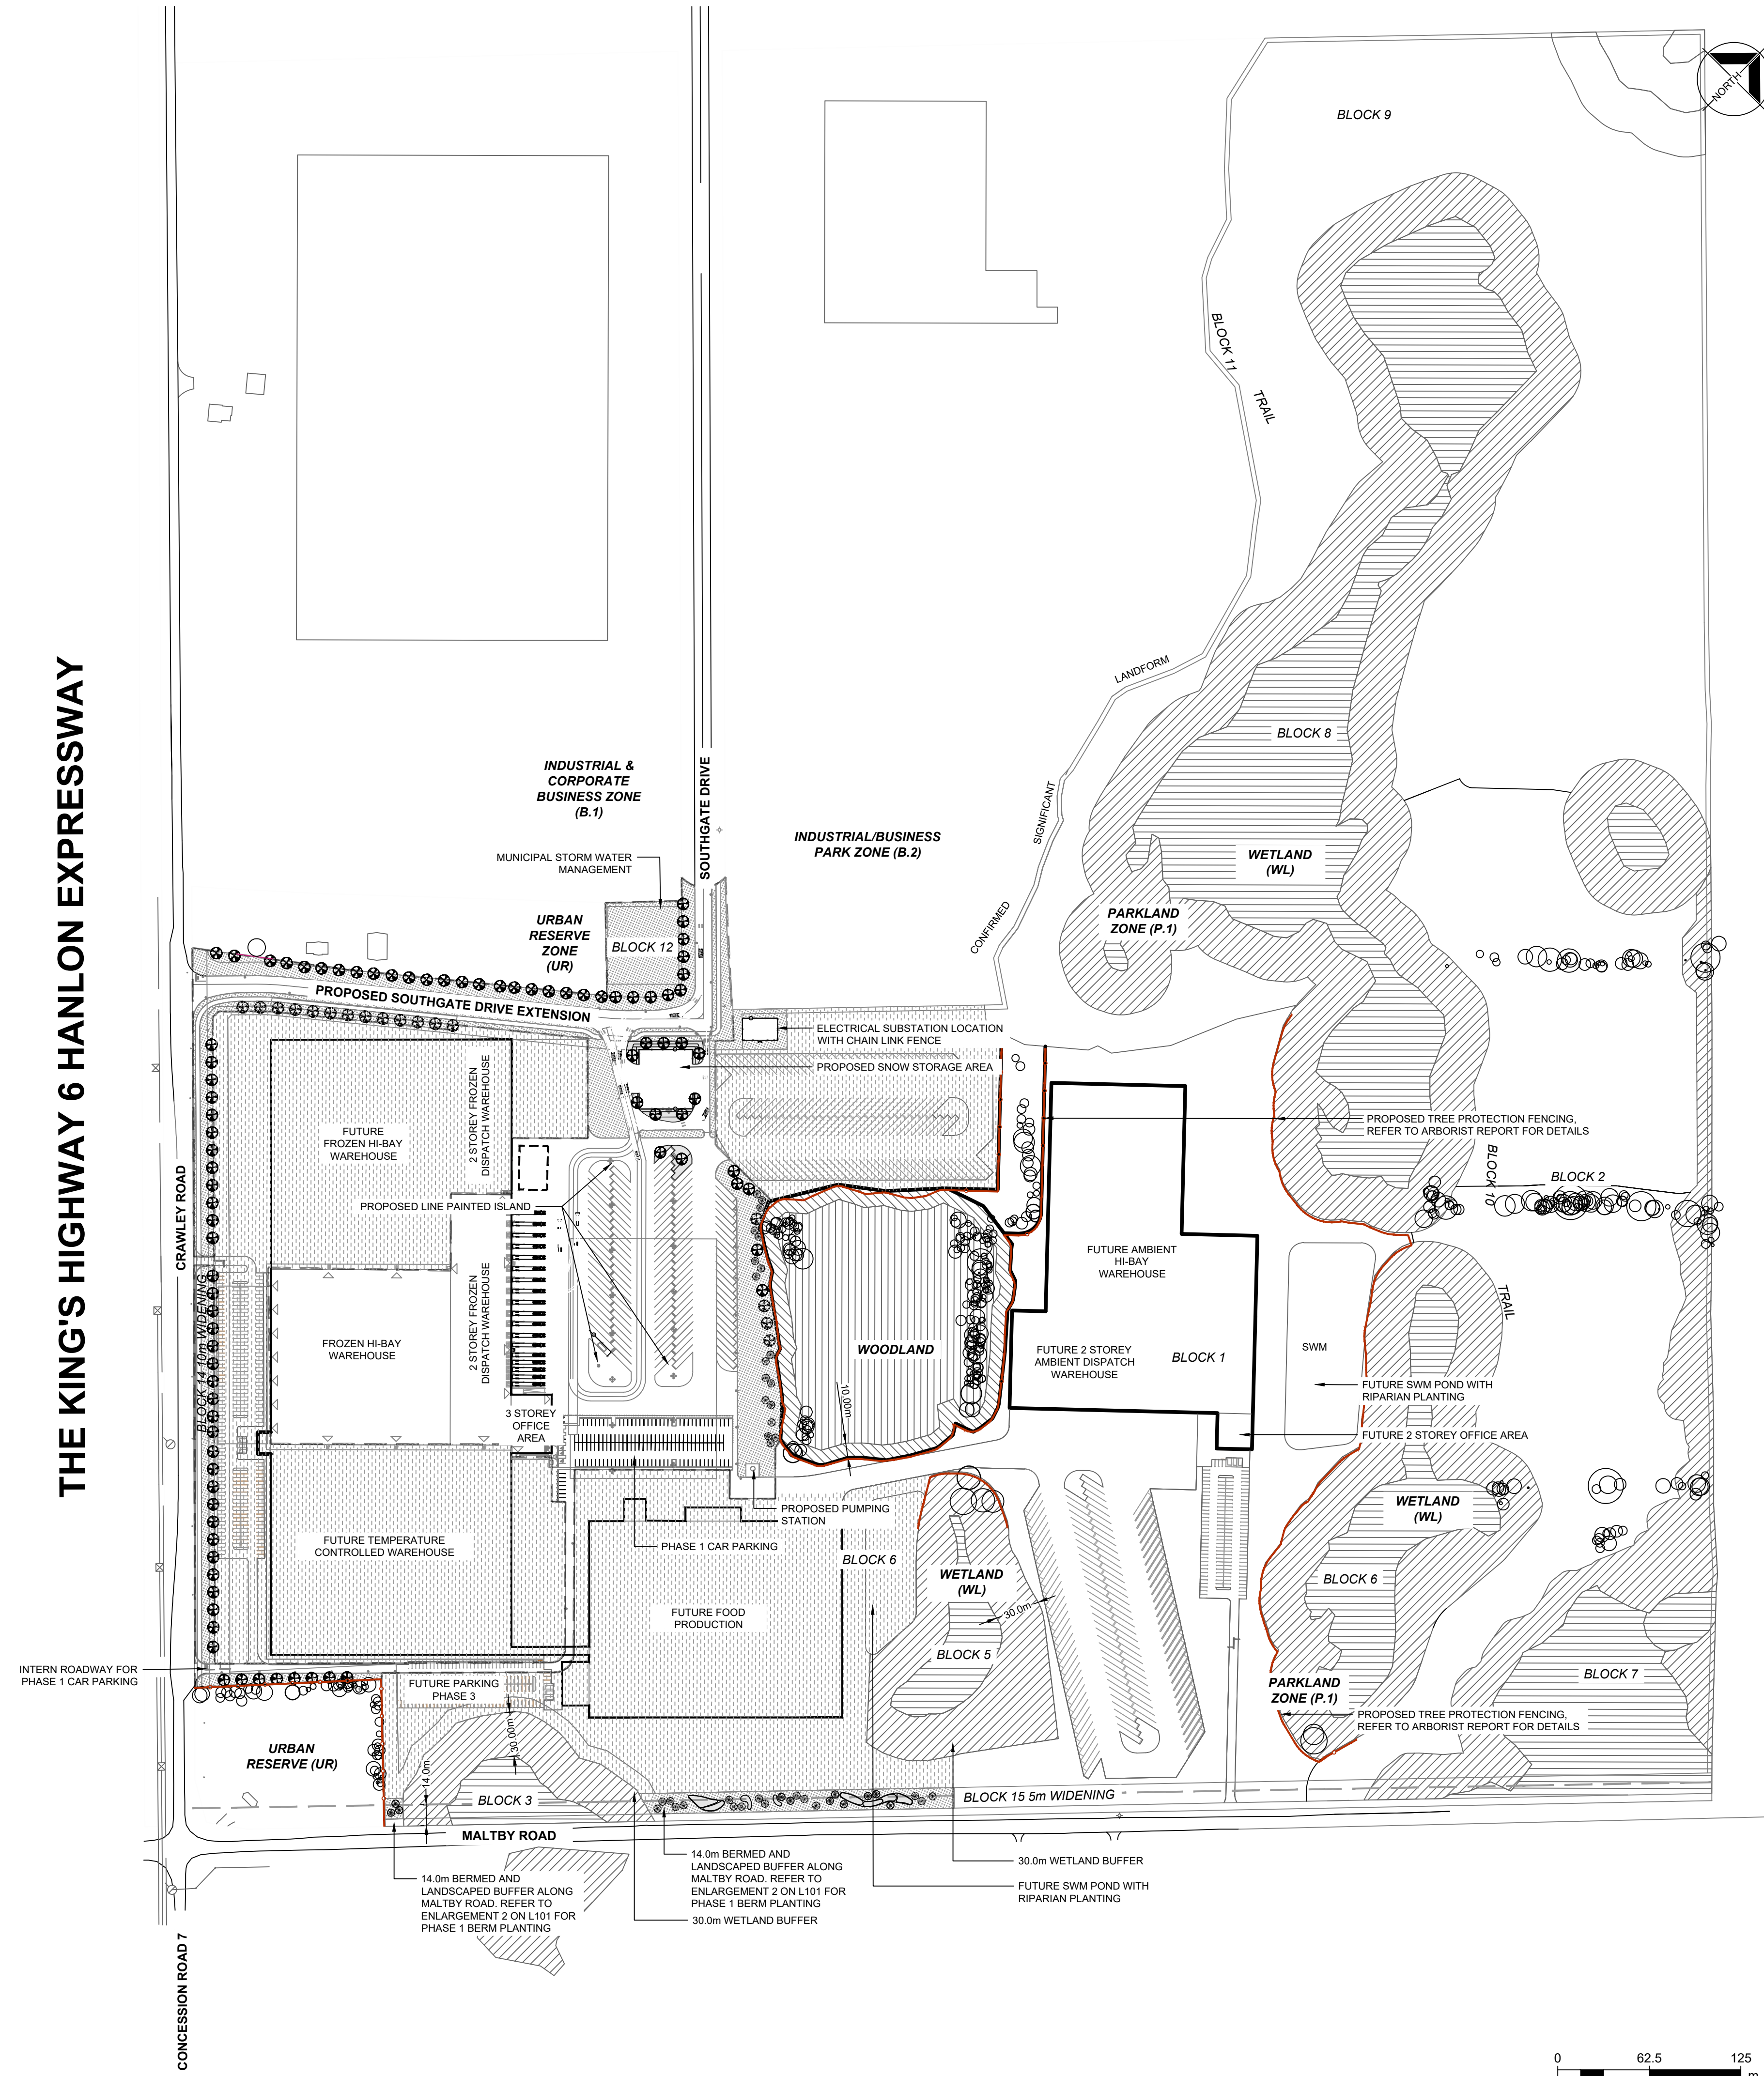 NORTH
BLOCK 9
BLOCK 11
TRAIL
THE KING'S HIGHWAY 6 HANLON EXPRESSWAY
LANDFORM
SIGNIFICANT
CONFIRMED
BLOCK 8
INDUSTRIAL &
CORPORATE
BUSINESS ZONE
(B.1)
SOUTHGATE DRIVE
INDUSTRIAL/BUSINESS
PARK ZONE (B.2)
MUNICIPAL STORM WATER
MANAGEMENT
WETLAND
(WL)
PARKLAND
ZONE (P.1)
URBAN
RESERVE
ZONE
(UR)
BLOCK 12
PROPOSED SOUTHGATE DRIVE EXTENSION
ELECTRICAL SUBSTATION LOCATION
WITH CHAIN LINK FENCE
PROPOSED SNOW STORAGE AREA
FUTURE
FROZEN HI-BAY
WAREHOUSE
2 STOREY FROZEN
DISPATCH WAREHOUSE
PROPOSED TREE PROTECTION FENCING,
REFER TO ARBORIST REPORT FOR DETAILS
BLOCK 10
BLOCK 2
CRAWLEY ROAD
PROPOSED LINE PAINTED ISLAND
FUTURE AMBIENT
HI-BAY
WAREHOUSE
BLOCK 14 10m WIDENING
FROZEN HI-BAY
WAREHOUSE
2 STOREY FROZEN
DISPATCH WAREHOUSE
WOODLAND
10.00m
FUTURE 2 STOREY
AMBIENT DISPATCH
WAREHOUSE
BLOCK 1
SWM
TRAIL
FUTURE SWM POND WITH
RIPARIAN PLANTING
3 STOREY
OFFICE
AREA
FUTURE 2 STOREY OFFICE AREA
WETLAND
(WL)
PROPOSED PUMPING
STATION
PHASE 1 CAR PARKING
FUTURE TEMPERATURE
CONTROLLED WAREHOUSE
BLOCK 6
WETLAND
(WL)
30.0m
BLOCK 6
FUTURE FOOD
PRODUCTION
BLOCK 5
BLOCK 7
INTERN ROADWAY FOR
PHASE 1 CAR PARKING
FUTURE PARKING
PHASE 3
PARKLAND
ZONE (P.1)
PROPOSED TREE PROTECTION FENCING,
REFER TO ARBORIST REPORT FOR DETAILS
30.00m
URBAN
RESERVE (UR)
14.0m
BLOCK 3
BLOCK 15 5m WIDENING
MALTBY ROAD
14.0m BERMED AND
LANDSCAPED BUFFER ALONG
MALTBY ROAD. REFER TO
ENLARGEMENT 2 ON L101 FOR
PHASE 1 BERM PLANTING
14.0m BERMED AND
LANDSCAPED BUFFER ALONG
MALTBY ROAD. REFER TO
ENLARGEMENT 2 ON L101 FOR
PHASE 1 BERM PLANTING
30.0m WETLAND BUFFER
30.0m WETLAND BUFFER
FUTURE SWM POND WITH
RIPARIAN PLANTING
CONCESSION ROAD 7
0 62.5 125